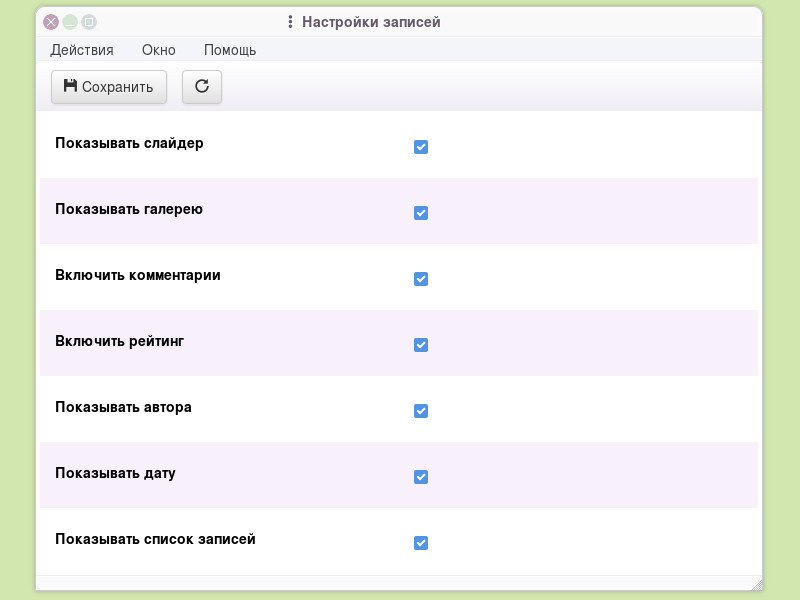 Настройки записей
Действия Окно Помощь
Сохранить
Показывать слайдер
Показывать галерею
Включить комментарии
Включить рейтинг
Показывать автора
Показывать дату
Показывать список записей